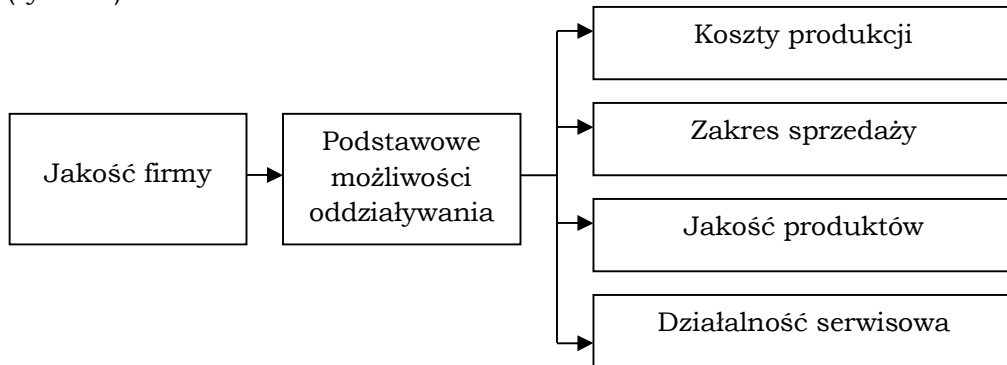 Koszty produkcji
Jakość firmy
Podstawowe
możliwości
oddziaływania
Zakres sprzedaży
Jakość produktów
Działalność serwisowa